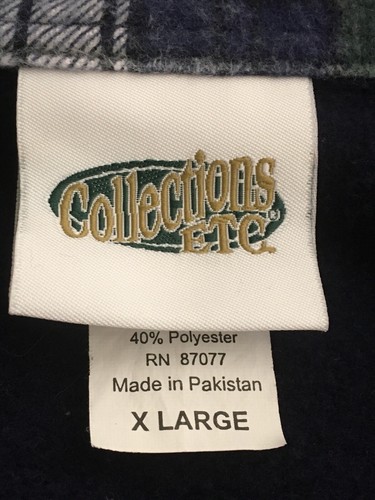 Collections
ETC.®
40% Polyester
RN 87077
Made in Pakistan
X LARGE